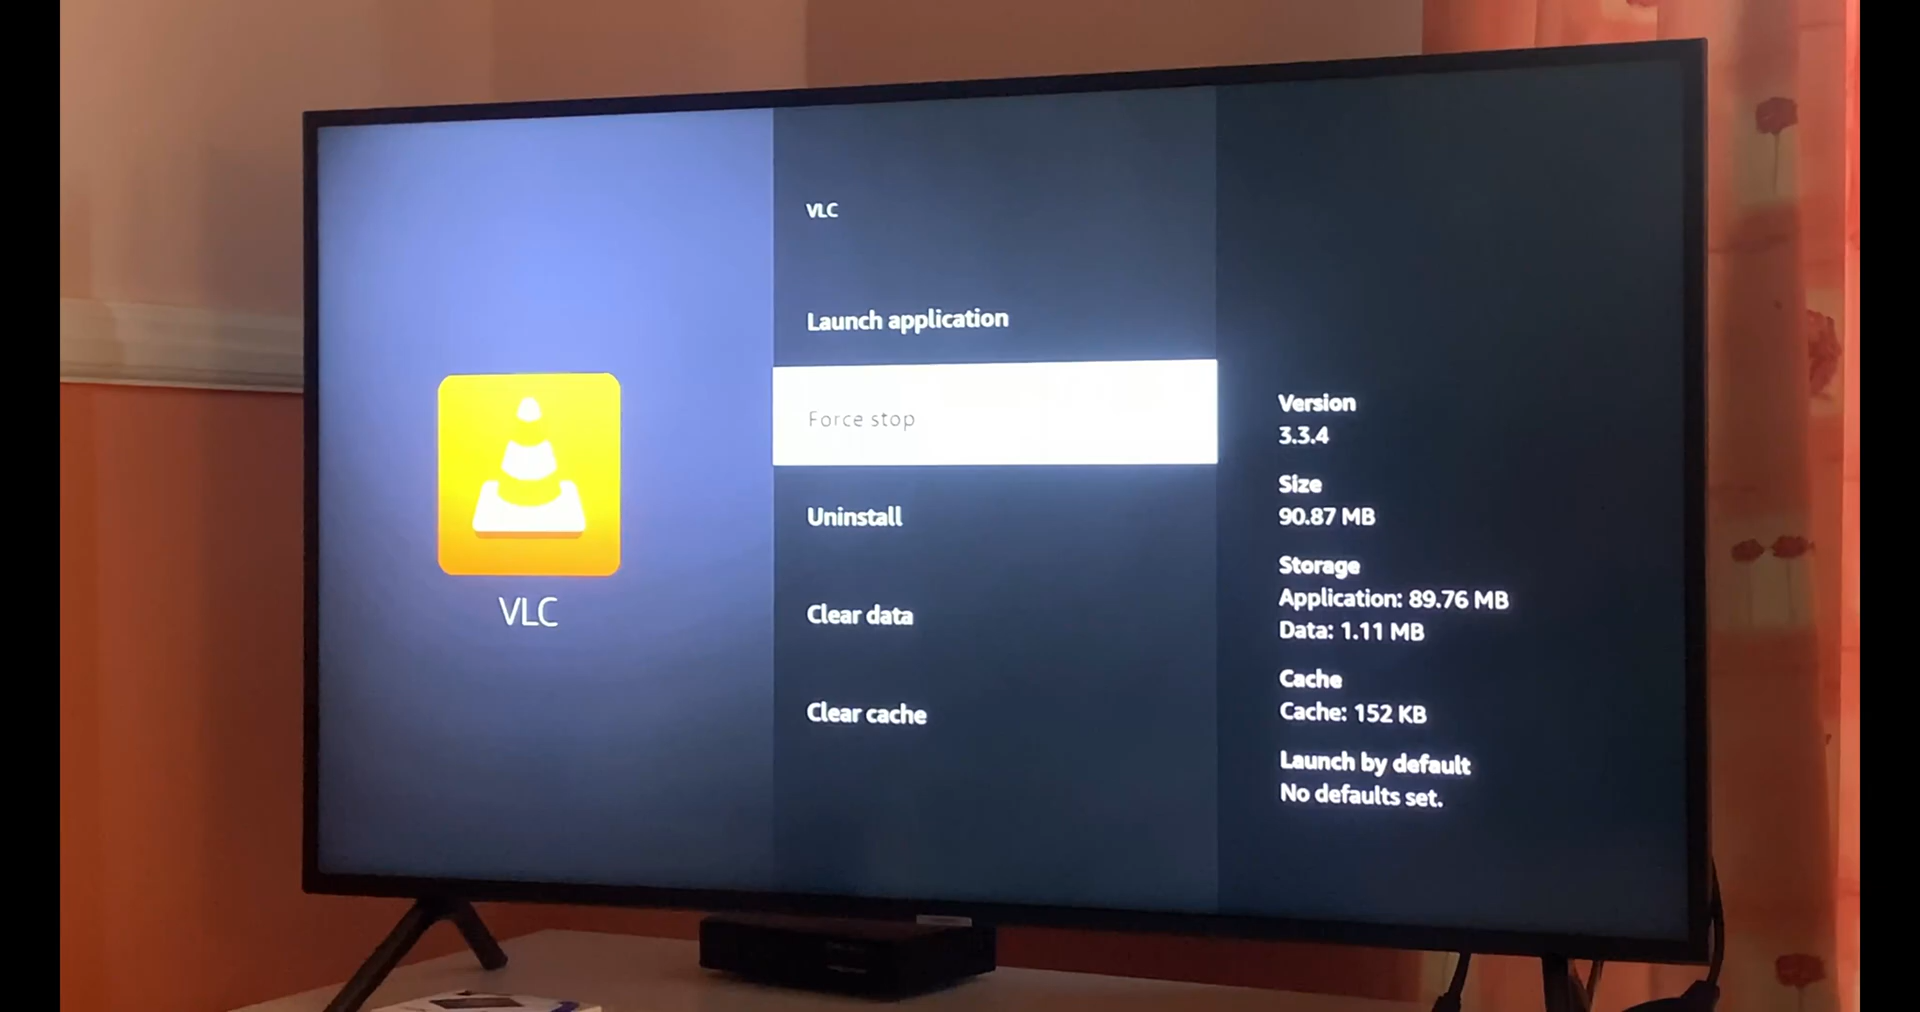 VLC
VLC
Launch application
Force stop
Uninstall
Clear data
Clear cache
Version
3.3.4
Size
90.87 MB
Storage
Application: 89.76 MB
Data: 1.11 MB
Cache
Cache: 152 KB
Launch by default
No defaults set.